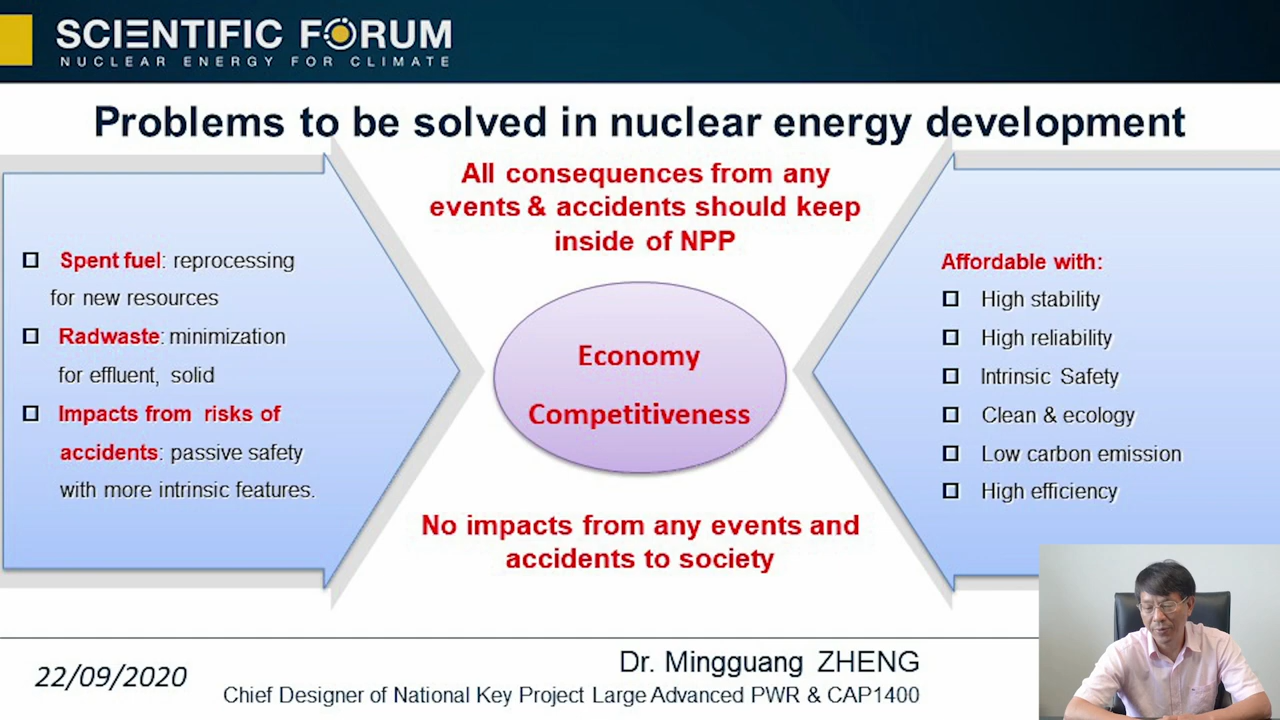 SCIENTIFIC FORUM
NUCLEAR ENERGY FOR CLIMATE
Problems to be solved in nuclear energy development
Spent fuel: reprocessing
for new resources
Radwaste: minimization
for effluent, solid
Impacts from risks of
accidents: passive safety
with more intrinsic features.
All consequences from any
events & accidents should keep
inside of NPP
Economy
Competitiveness
No impacts from any events and
accidents to society
Affordable with:
High stability
High reliability
Intrinsic Safety
Clean & ecology
Low carbon emission
High efficiency
22/09/2020
Dr. Mingguang ZHENG
Chief Designer of National Key Project Large Advanced PWR & CAP1400